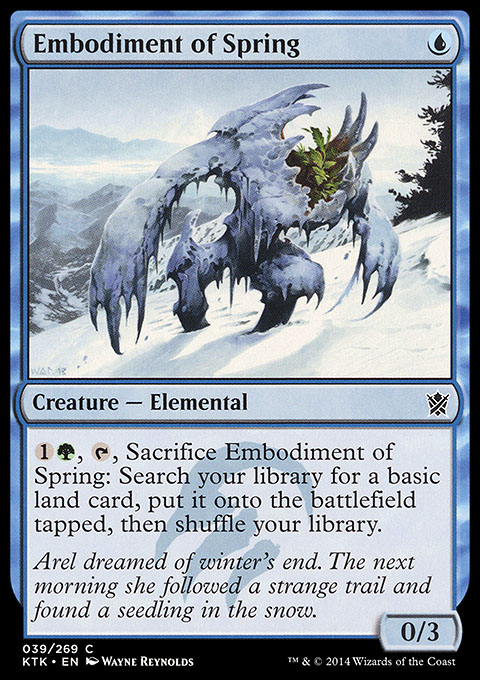 Embodiment of Spring
WAR 13
Creature — Elemental
1, , Sacrifice Embodiment of
Spring: Search your library for a basic
land card, put it onto the battlefield
tapped, then shuffle your library.
Arel dreamed of winter's end. The next
morning she followed a strange trail and
found a seedling in the snow.
0/3
039/269 C
KTK • EN Wayne Reynolds
™ & © 2014 Wizards of the Coast